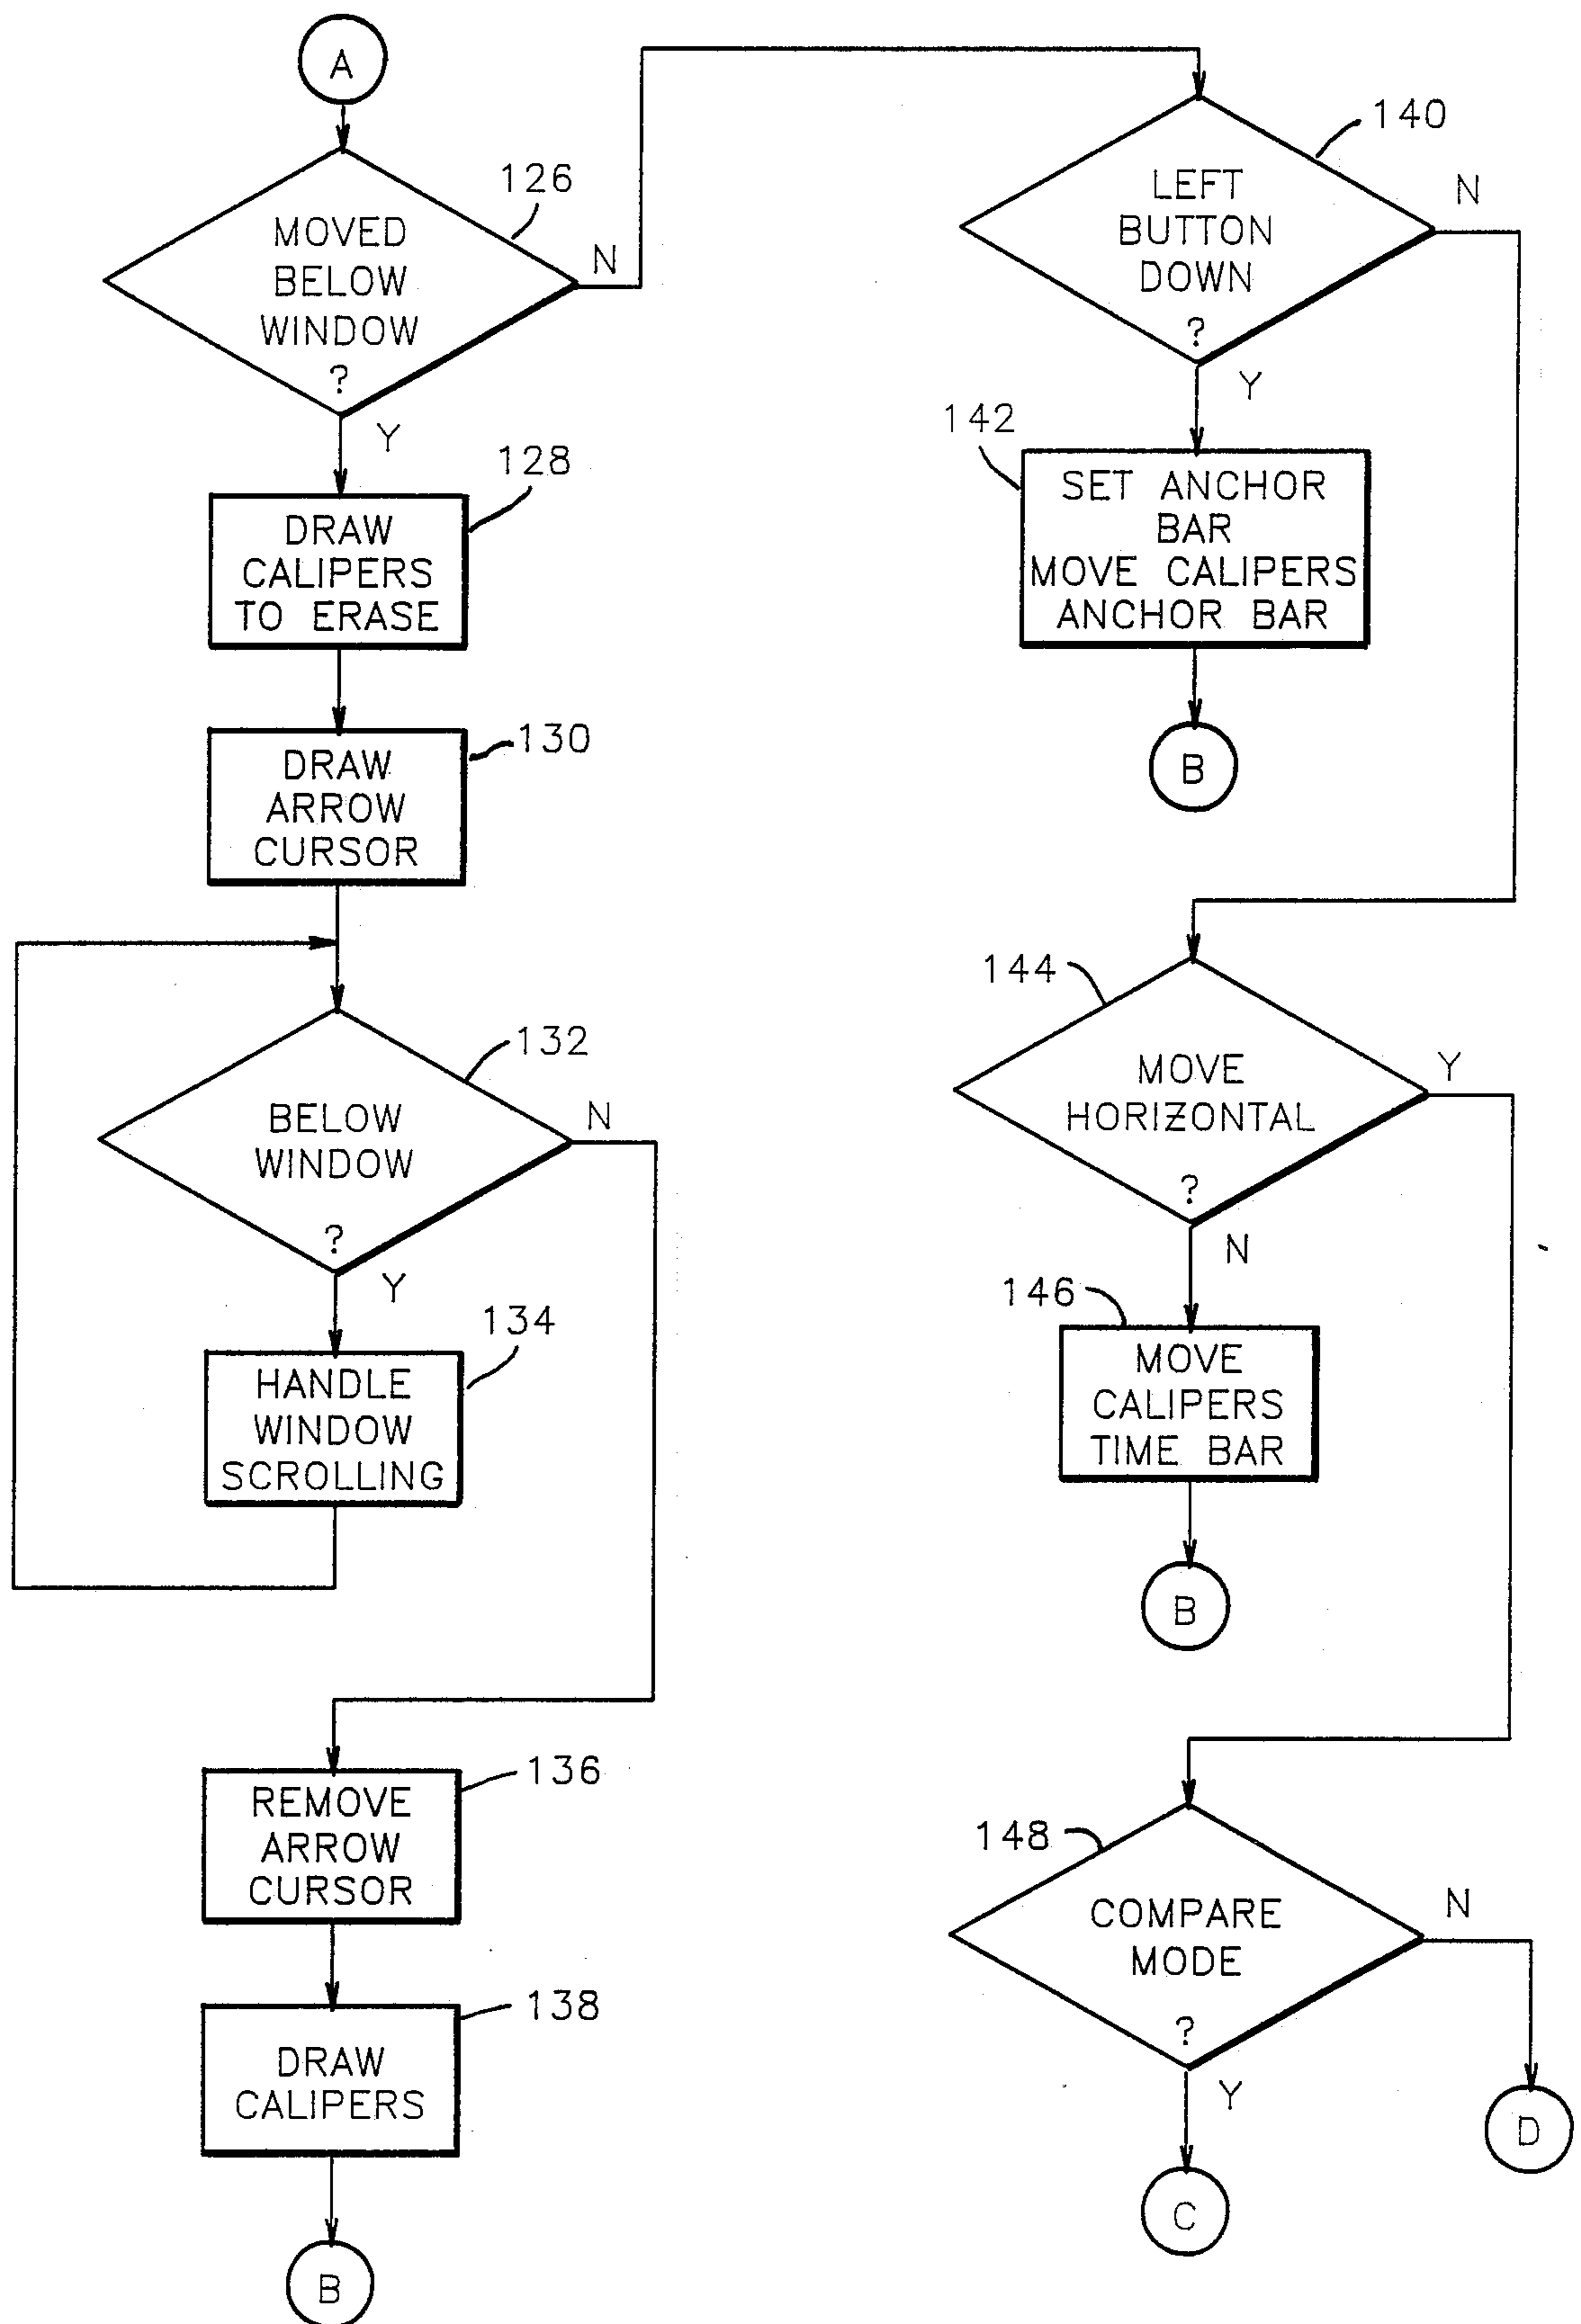 A
126
MOVED
BELOW
WINDOW
?
N
Y
128
DRAW
CALIPERS
TO ERASE
130
DRAW
ARROW
CURSOR
132
BELOW
WINDOW
?
N
Y
134
HANDLE
WINDOW
SCROLLING
136
REMOVE
ARROW
CURSOR
138
DRAW
CALIPERS
B
140
LEFT
BUTTON
DOWN
?
N
Y
142
SET ANCHOR
BAR
MOVE CALIPERS
ANCHOR BAR
B
144
MOVE
HORIZONTAL
?
Y
N
146
MOVE
CALIPERS
TIME BAR
B
148
COMPARE
MODE
?
N
Y
D
C